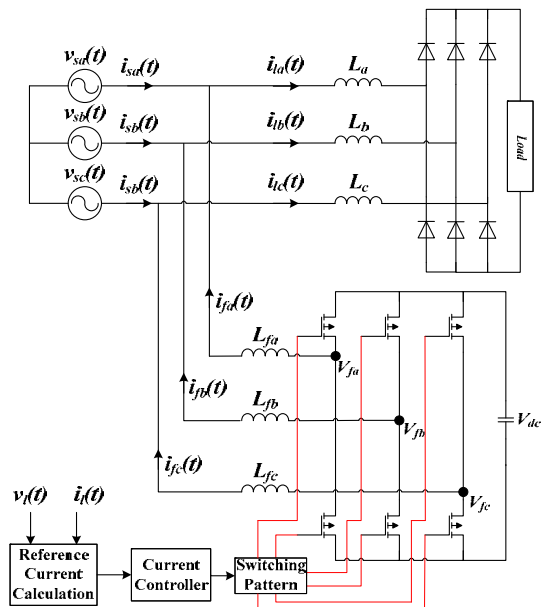 vsa(t)
isa(t)
ila(t)
La
vsb(t)
isb(t)
ilb(t)
Lb
Load
vsc(t)
isb(t)
ilc(t)
Lc
ifa(t)
Lfa
Vfa
ifb(t)
Lfb
Vfb
Vdc
ifc(t)
Lfc
Vfc
vl(t)
il(t)
Reference
Current
Calculation
Current
Controller
Switching
Pattern